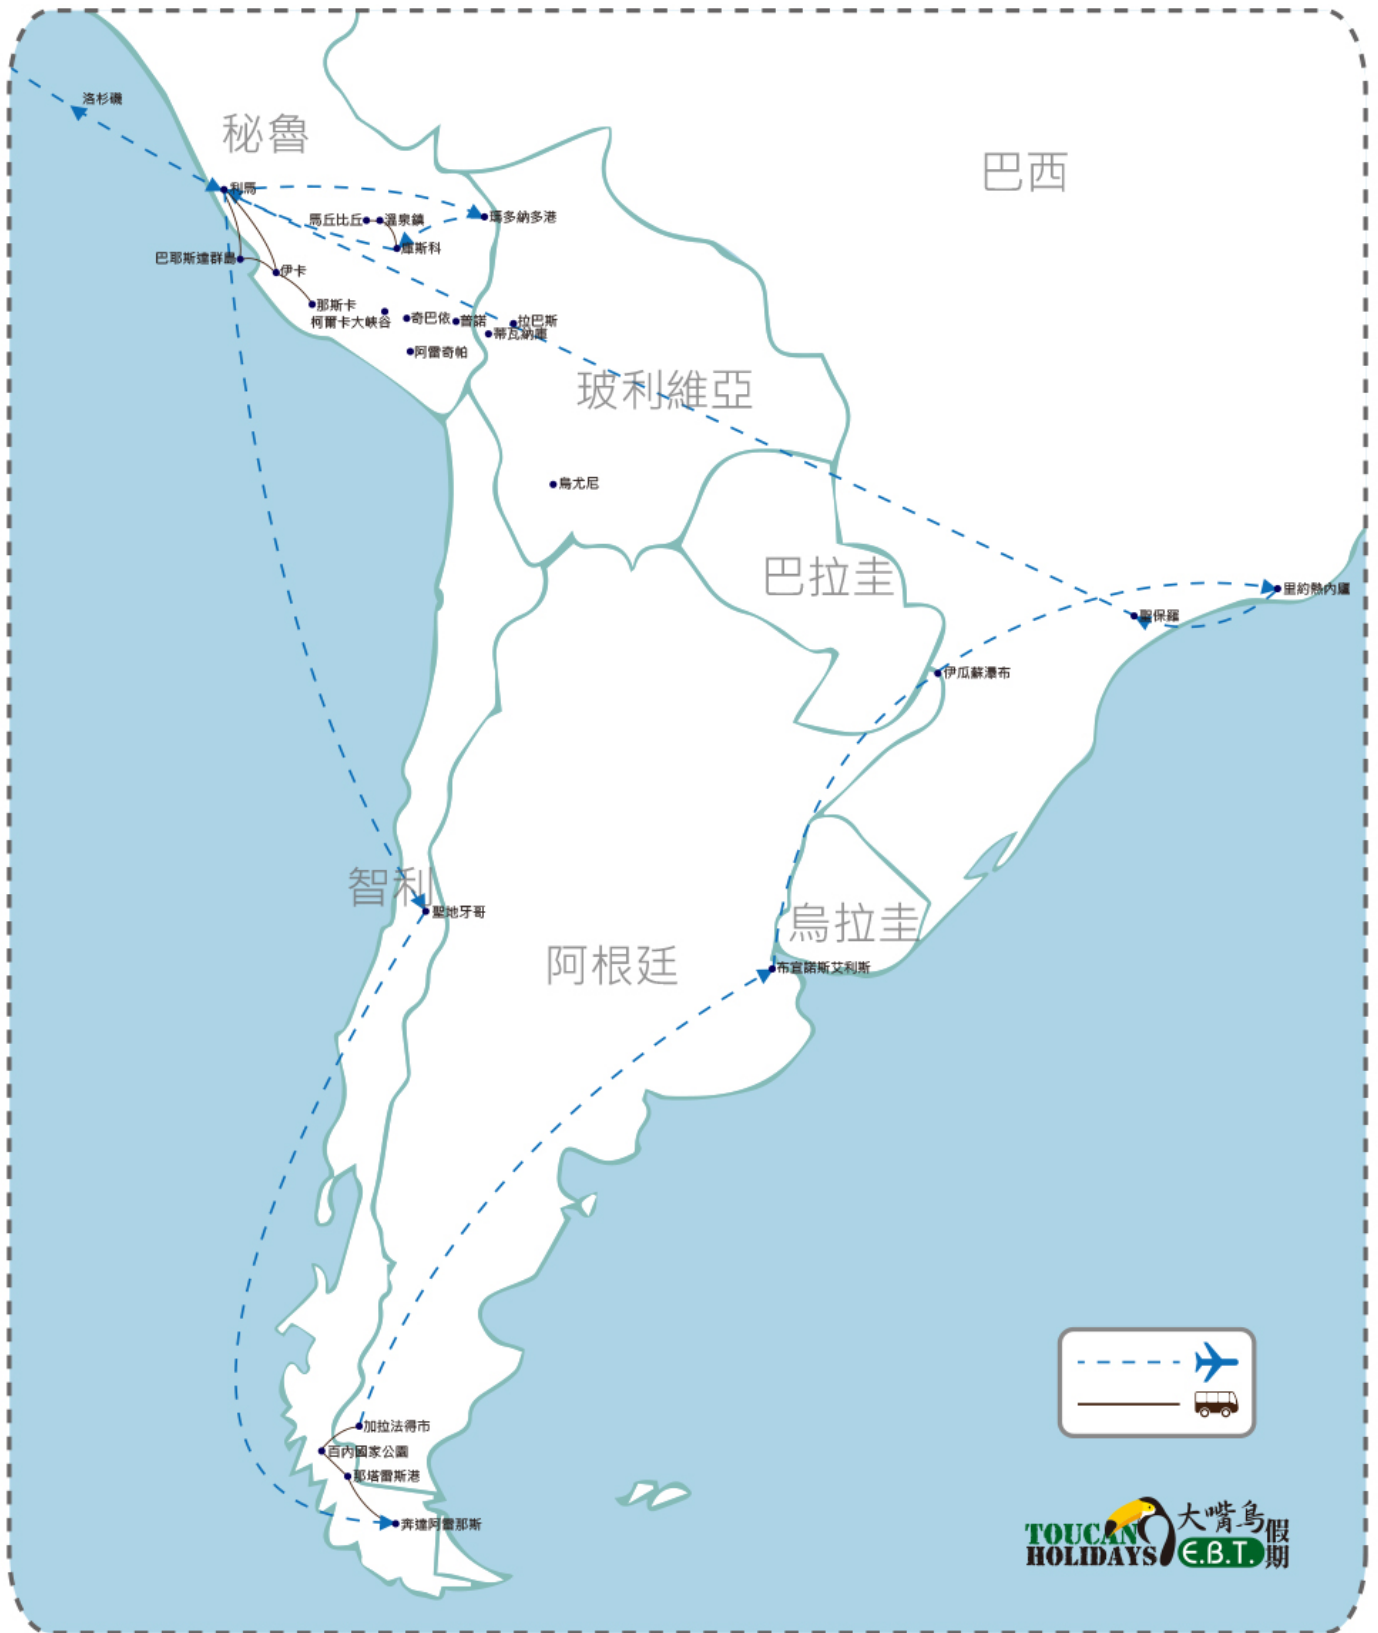 洛杉磯
秘魯
巴西
利馬
馬丘比丘
溫泉鎮
瑪多納多港
庫斯科
巴耶斯達群島
伊卡
那斯卡
柯爾卡大峽谷
奇巴依
普諾
拉巴斯
蒂瓦納庫
阿雷奇帕
玻利維亞
烏尤尼
巴拉圭
里約熱內盧
聖保羅
伊瓜蘇瀑布
智利
聖地牙哥
烏拉圭
阿根廷
布宜諾斯艾利斯
加拉法得市
百內國家公園
那塔雷斯港
奔達阿雷那斯
TOUCAN
HOLIDAYS
大嘴鳥
假期
E.B.T.